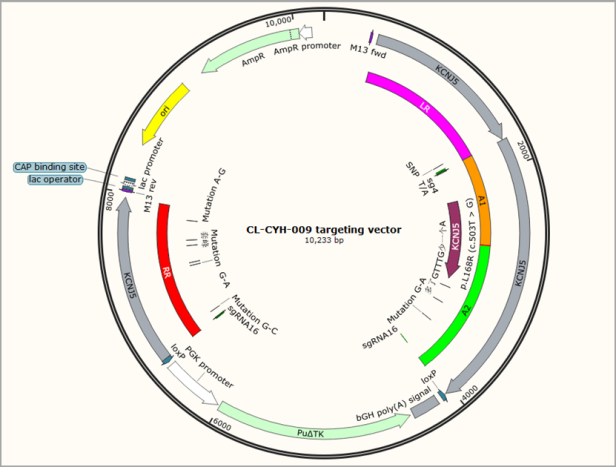 10,000
AmpR promoter
AmpR
M13 fwd
KCNJ5
ori
LR
2000
CAP binding site
lac operator
lac promoter
M13 rev
8000
SNP T/A
sg4
A1
Mutation A-G
CL-CYH-009 targeting vector
10,233 bp
KCNJ5
p.L168R (c.503T > G)
KCNJ5
Mutation
G-A
GTTTG
A
RR
KCNJ5
Mutation G-A
A2
Mutation G-C
sgRNA16
sgRNA16
loxP
PGK promoter
loxP
bGH poly(A) signal
4000
6000
PuΔTK